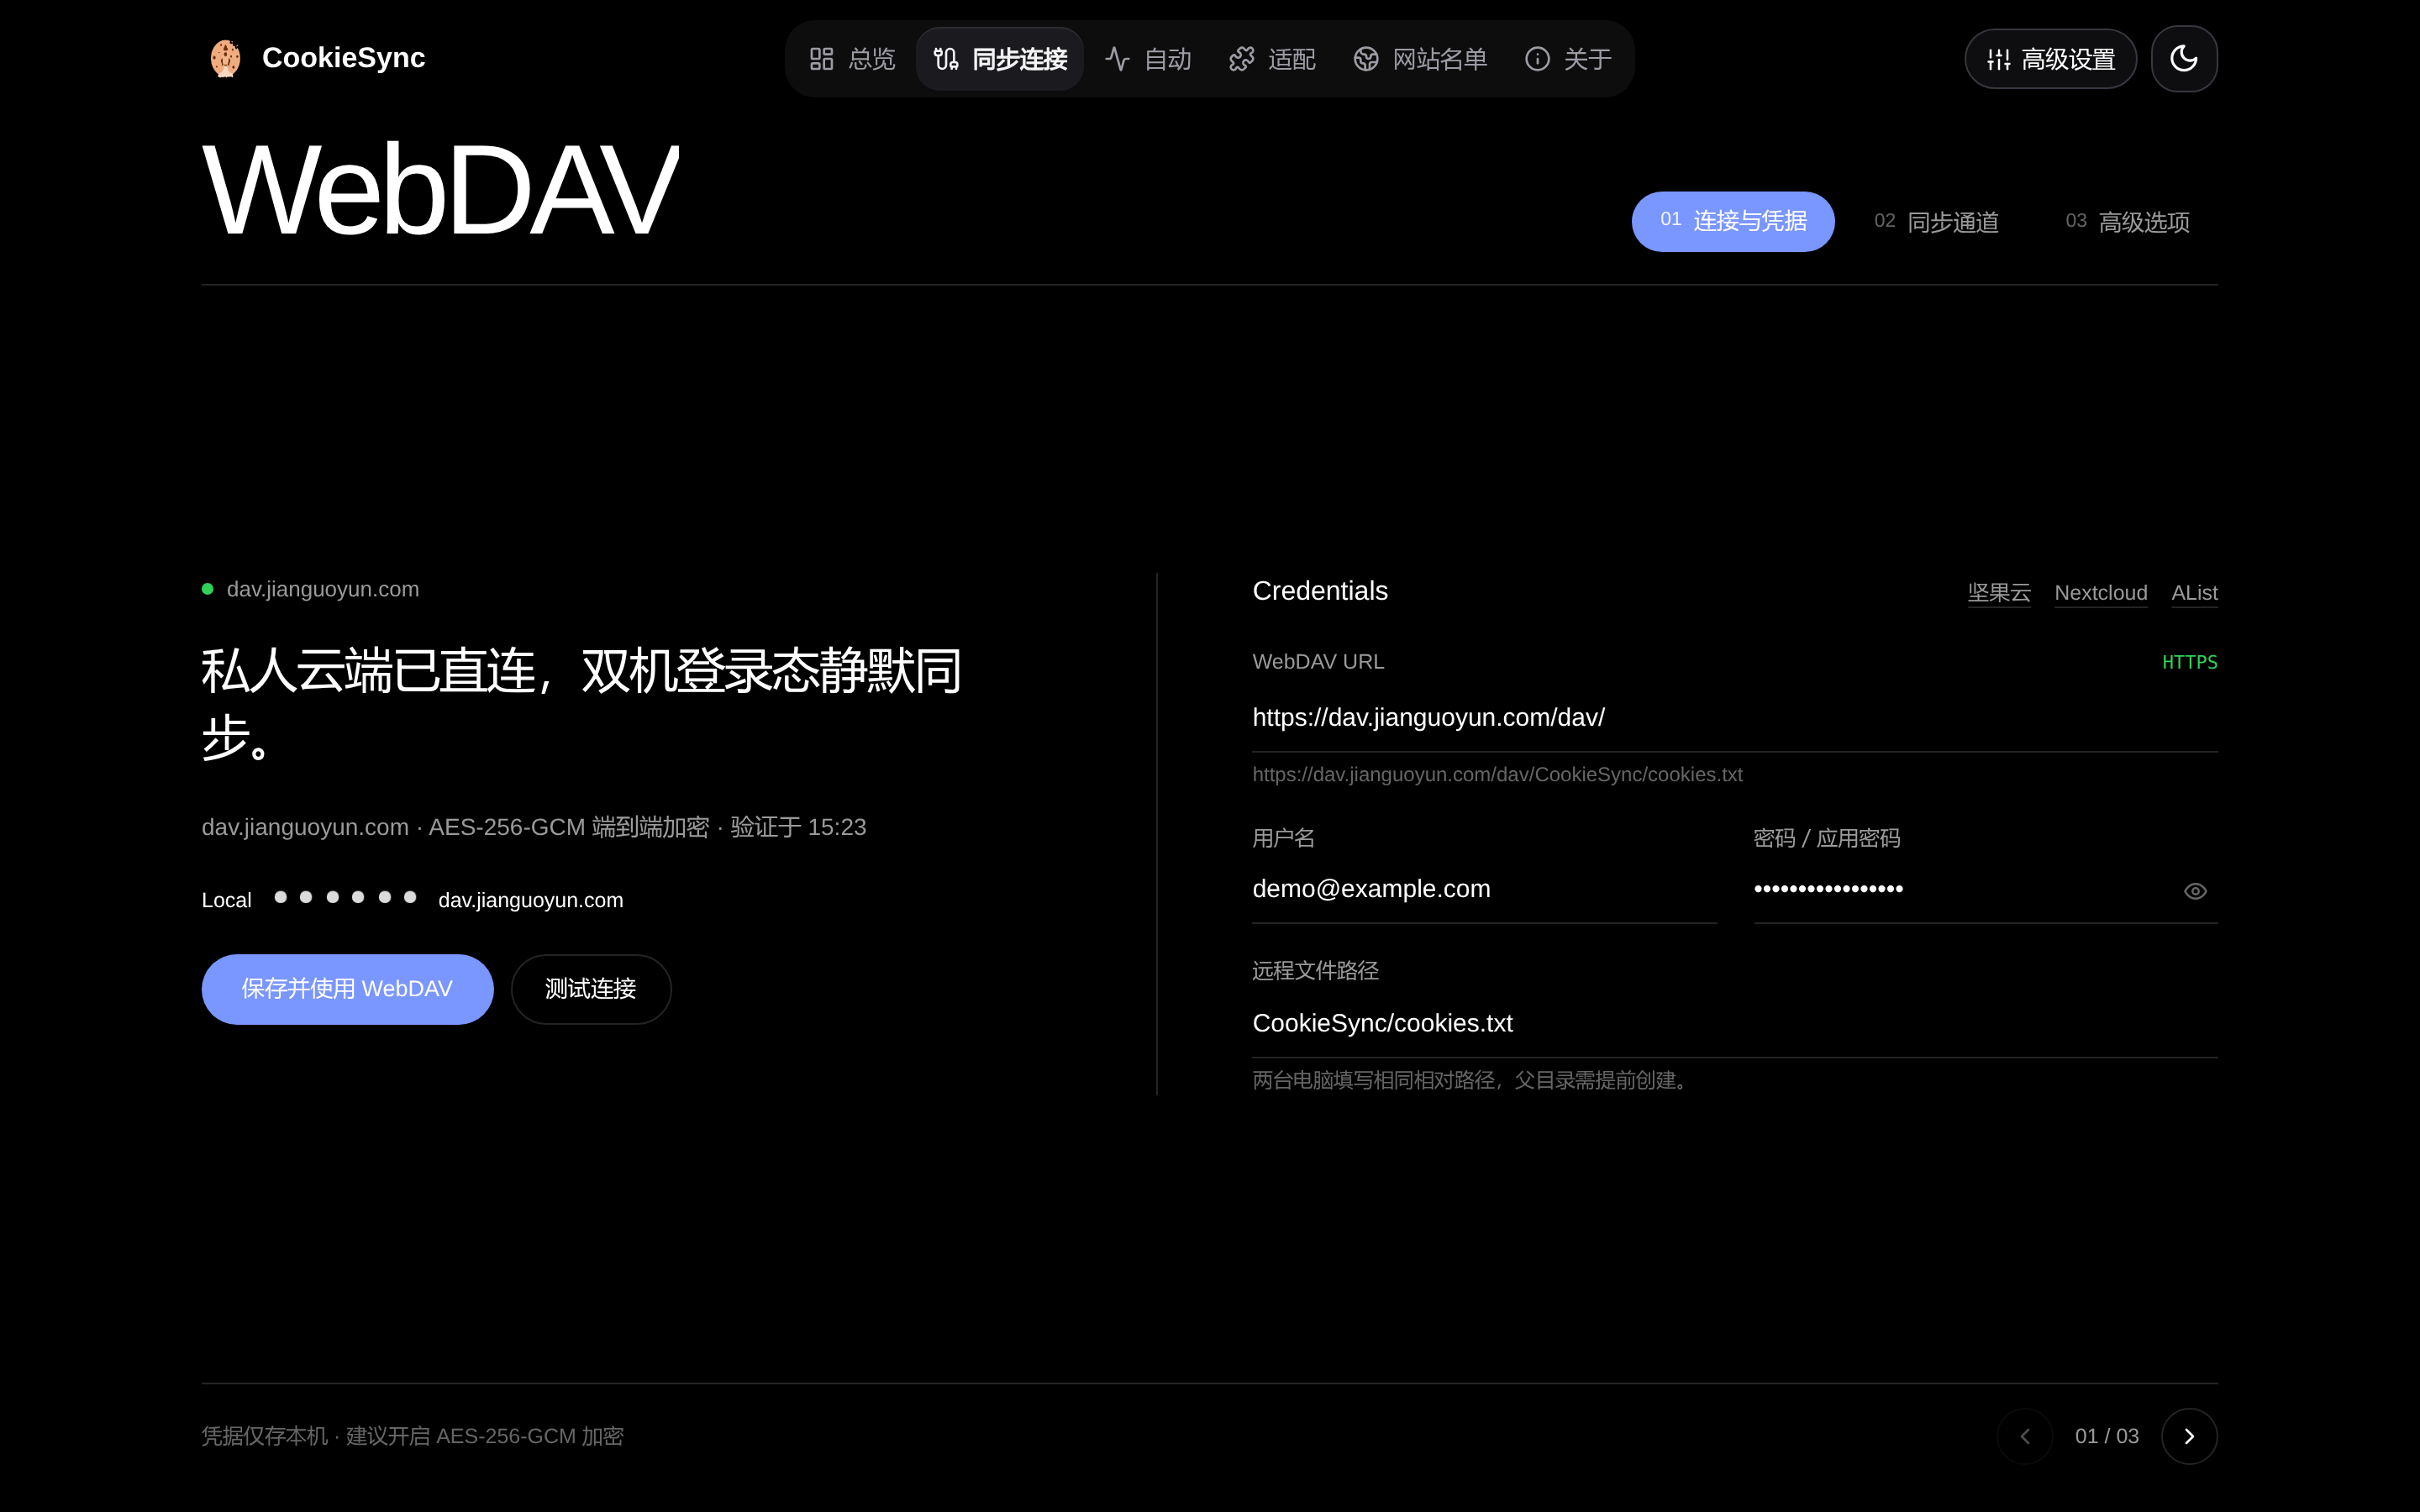 CookieSync
总览
同步连接
自动
适配
网站名单
关于
高级设置
WebDAV
01 连接与凭据
02 同步通道
03 高级选项
dav.jianguoyun.com
私人云端已直连，双机登录态静默同
步。
dav.jianguoyun.com · AES-256-GCM 端到端加密 · 验证于 15:23
Local
dav.jianguoyun.com
保存并使用 WebDAV
测试连接
Credentials
坚果云
Nextcloud
AList
WebDAV URL
HTTPS
https://dav.jianguoyun.com/dav/
https://dav.jianguoyun.com/dav/CookieSync/cookies.txt
用户名
密码 / 应用密码
demo@example.com
•••••••••••••••••
远程文件路径
CookieSync/cookies.txt
两台电脑填写相同相对路径，父目录需提前创建。
凭据仅存本机 · 建议开启 AES-256-GCM 加密
01 / 03